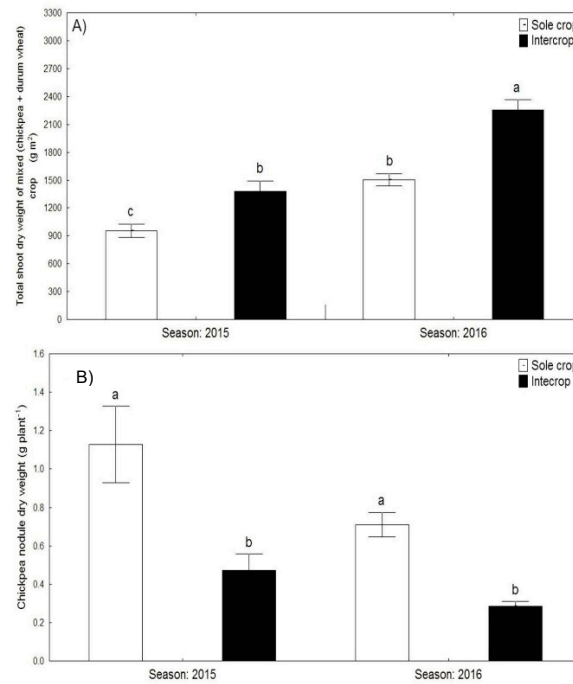 A)
Sole crop
Intercrop
Total shoot dry weight of mixed (chickpea + durum wheat)
crop (g m²)
3300
3000
2700
2400
2100
1800
1500
1200
900
600
300
0
c
b
b
a
Season: 2015
Season: 2016
B)
Sole crop
Intecrop
Chickpea nodule dry weight (g plant⁻¹)
1.6
1.4
1.2
1.0
0.8
0.6
0.4
0.2
0.0
a
b
a
b
Season: 2015
Season: 2016